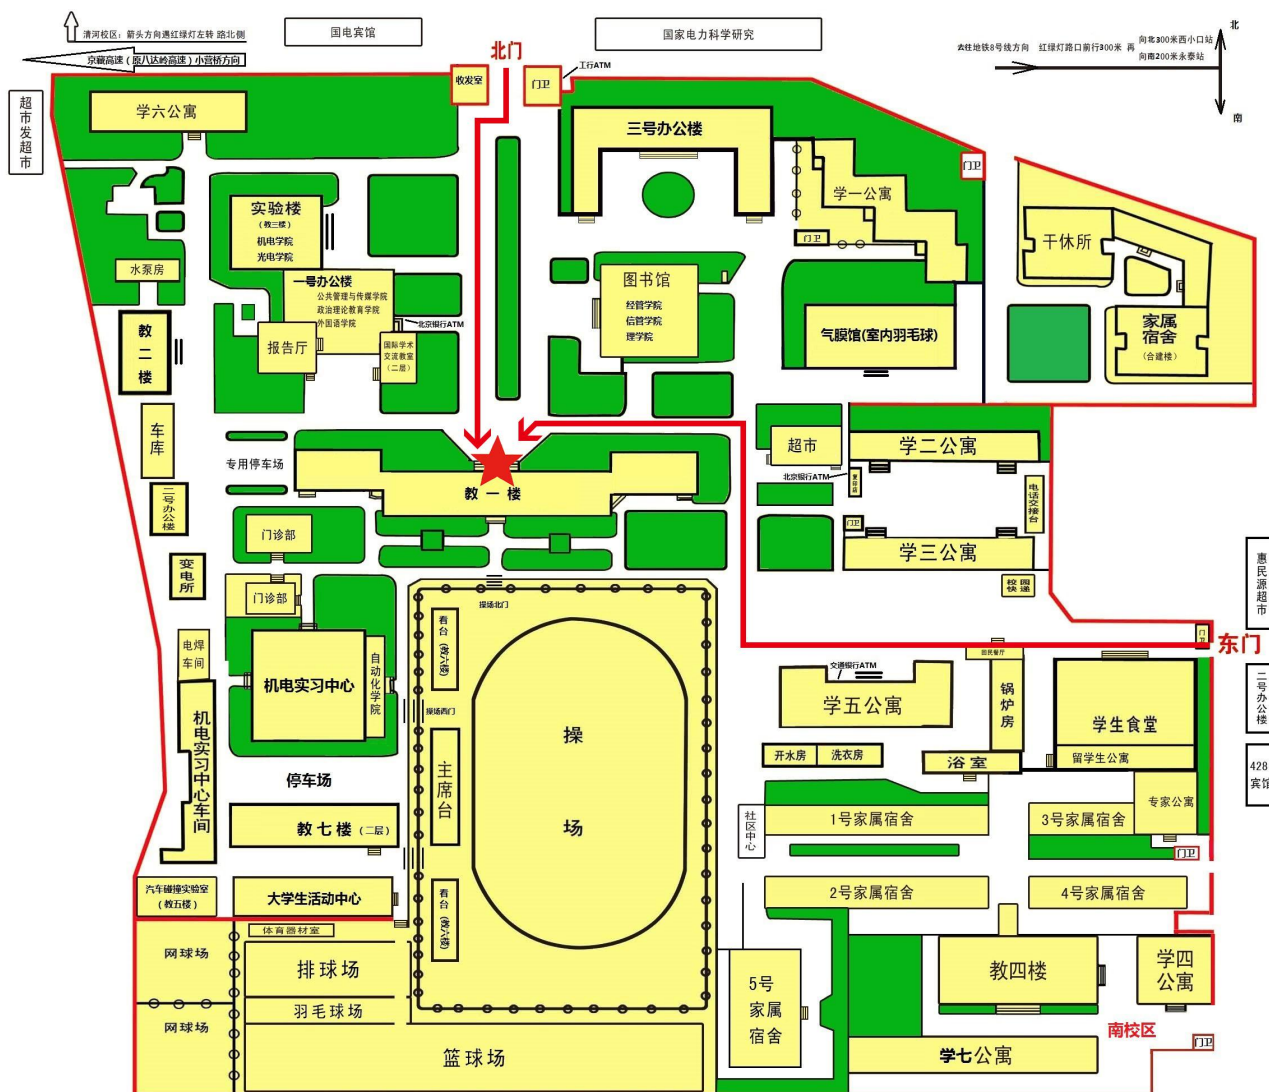 清河校区：箭头方向遇红绿灯左转 路北侧
京藏高速（原八达岭高速）小营桥方向
国电宾馆
国家电力科学研究
北
去往地铁8号线方向 红绿灯路口前行300米 再
向北300米西小口站
向南200米永泰站
南
北门
收发室
门卫
工行ATM
超市发超市
学六公寓
三号办公楼
门卫
学一公寓
门卫
实验楼
（教三楼）
机电学院
光电学院
水泵房
一号办公楼
公共管理与传媒学院
政治理论教育学院
外国语学院
北京银行ATM
报告厅
国际学术
交流教室
（二层）
图书馆
经管学院
信管学院
理学院
气膜馆(室内羽毛球)
干休所
家属
宿舍
（合建楼）
教二楼
车库
专用停车场
教一楼
超市
北京银行ATM
学二公寓
电话交接台
二号办公楼
门诊部
门卫
学三公寓
校园
快递
惠民源超市
变电所
门诊部
操场北门
看台（教六楼）
门卫
东门
电焊
车间
机电实习中心
自动化学院
操场西门
回民餐厅
交通银行ATM
学五公寓
锅炉房
学生食堂
二号办公楼
机电实习中心车间
操场
主席台
开水房
洗衣房
浴室
留学生公寓
428
宾馆
停车场
专家公寓
教七楼（二层）
社区中心
1号家属宿舍
3号家属宿舍
门卫
汽车碰撞实验室
（教五楼）
大学生活动中心
看台（教六楼）
2号家属宿舍
4号家属宿舍
体育器材室
网球场
排球场
5号
家属
宿舍
教四楼
学四
公寓
羽毛球场
网球场
南校区
门卫
篮球场
学七公寓